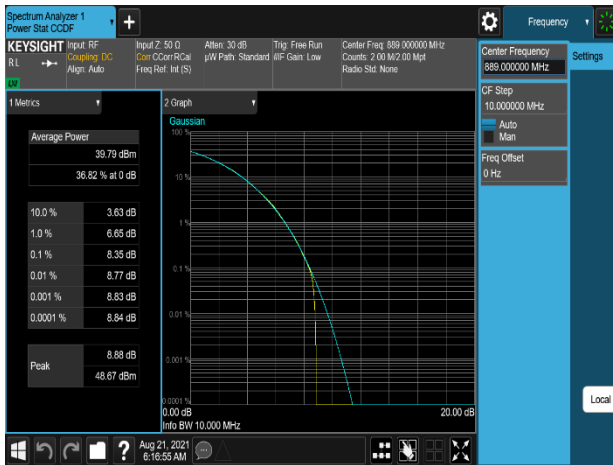 Spectrum Analyzer 1
Power Stat CCDF
Frequency
KEYSIGHT
RL
LXI
Input: RF
Coupling: DC
Align: Auto
Input Z: 50 Ω
Corr CCorr RCal
Freq Ref: Int (S)
Atten: 30 dB
µW Path: Standard
Trig: Free Run
#IF Gain: Low
Center Freq: 889.000000 MHz
Counts: 2.00 M/2.00 Mpt
Radio Std: None
Center Frequency
889.000000 MHz
Settings
CF Step
10.000000 MHz
Auto
Man
Freq Offset
0 Hz
1 Metrics
Average Power
39.79 dBm
36.82 % at 0 dB
10.0 % 3.63 dB
1.0 % 6.65 dB
0.1 % 8.35 dB
0.01 % 8.77 dB
0.001 % 8.83 dB
0.0001 % 8.84 dB
Peak
8.88 dB
48.67 dBm
2 Graph
Gaussian
100 %
10 %
1 %
0.1 %
0.01 %
0.001 %
0.0001 %
0.00 dB 20.00 dB
Info BW 10.000 MHz
Local
Aug 21, 2021
6:16:55 AM